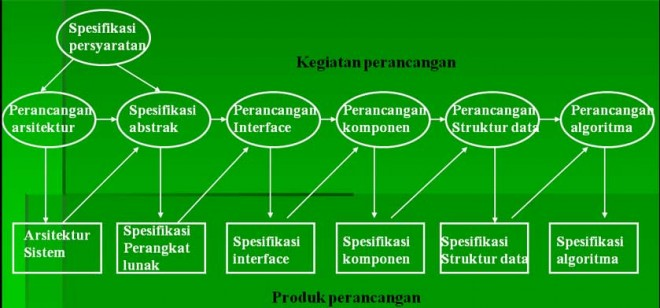 Spesifikasi
persyaratan
Kegiatan perancangan
Perancangan
arsitektur
Spesifikasi
abstrak
Perancangan
Interface
Perancangan
komponen
Perancangan
Struktur data
Perancangan
algoritma
Arsitektur
Sistem
Spesifikasi
Perangkat
lunak
Spesifikasi
interface
Spesifikasi
komponen
Spesifikasi
Struktur data
Spesifikasi
algoritma
Produk perancangan